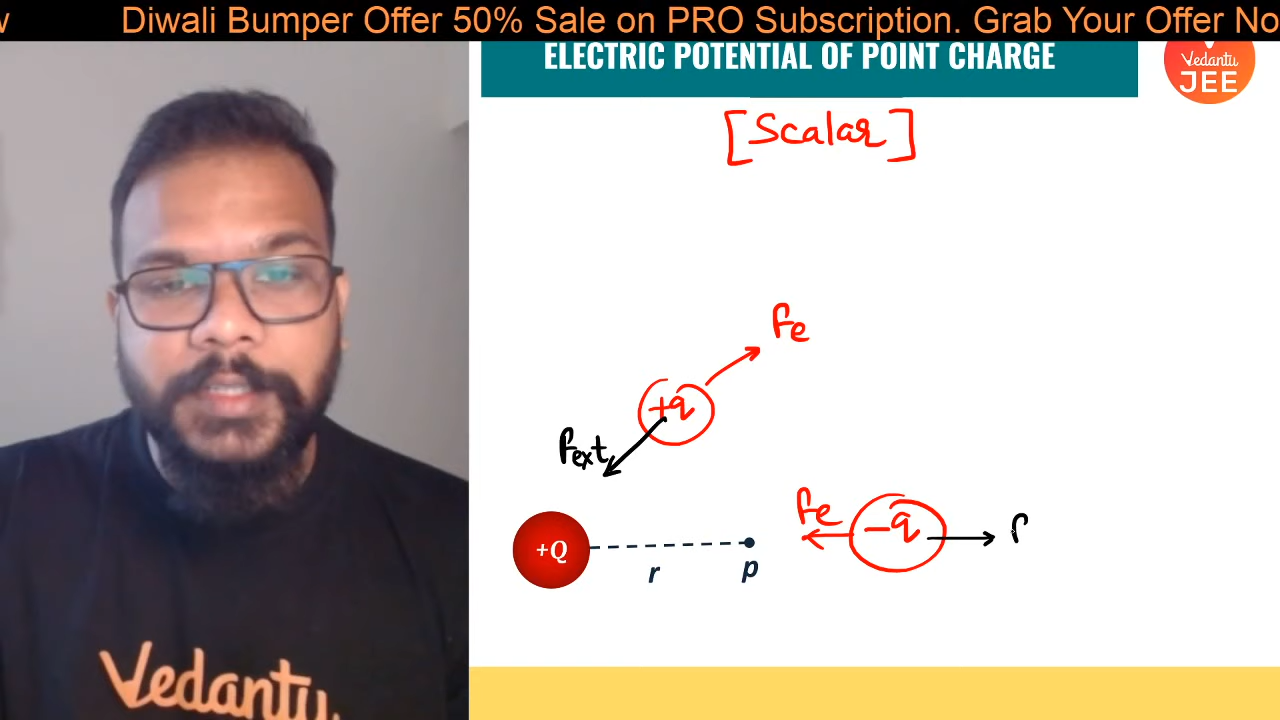 w Diwali Bumper Offer 50% Sale on PRO Subscription. Grab Your Offer No
ELECTRIC POTENTIAL OF POINT CHARGE
Vedantu
JEE
[Scalar]
Fe
+q
Fext
Fe
-q
+Q
r
p
Vedantu